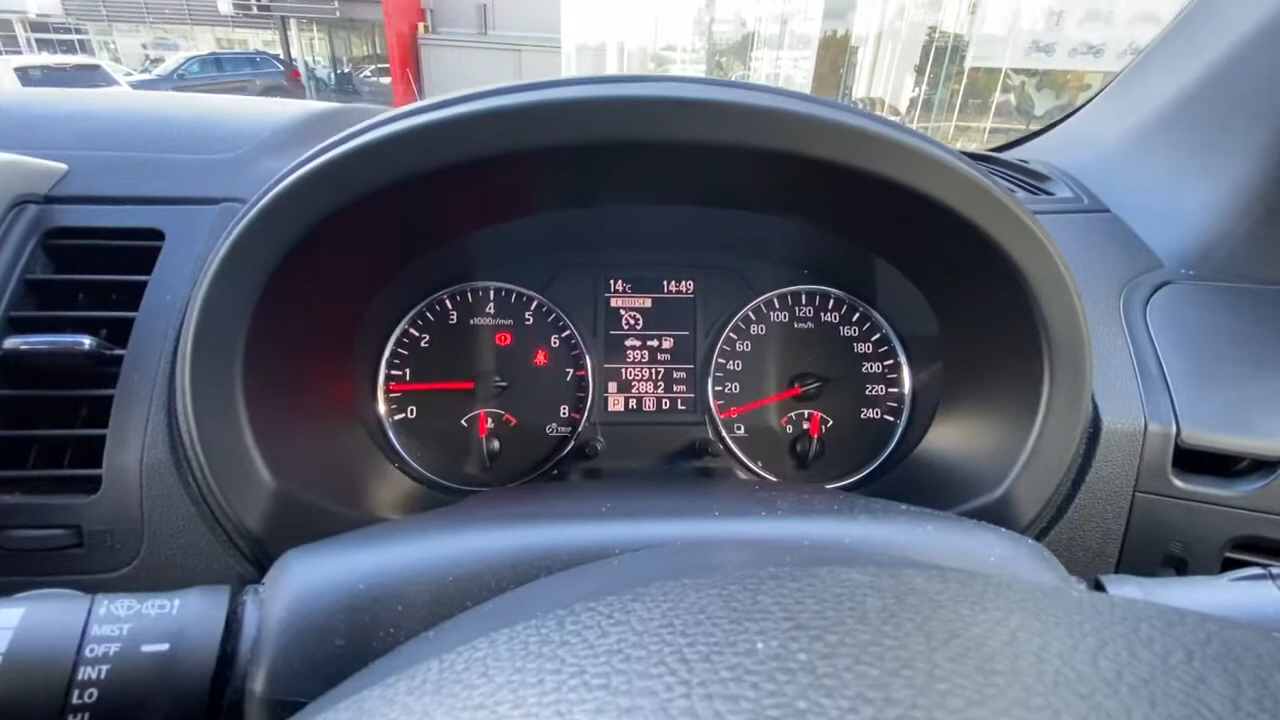 14°C 14:49
CRUISE
393 km
105917 km
288.2 km
P R N D L
0 1 2 3 4 5 6 7 8
x1000r/min
TRIP
0 20 40 60 80 100 120 140 160 180 200 220 240
km/h
0
MIST
OFF
INT
LO
HI